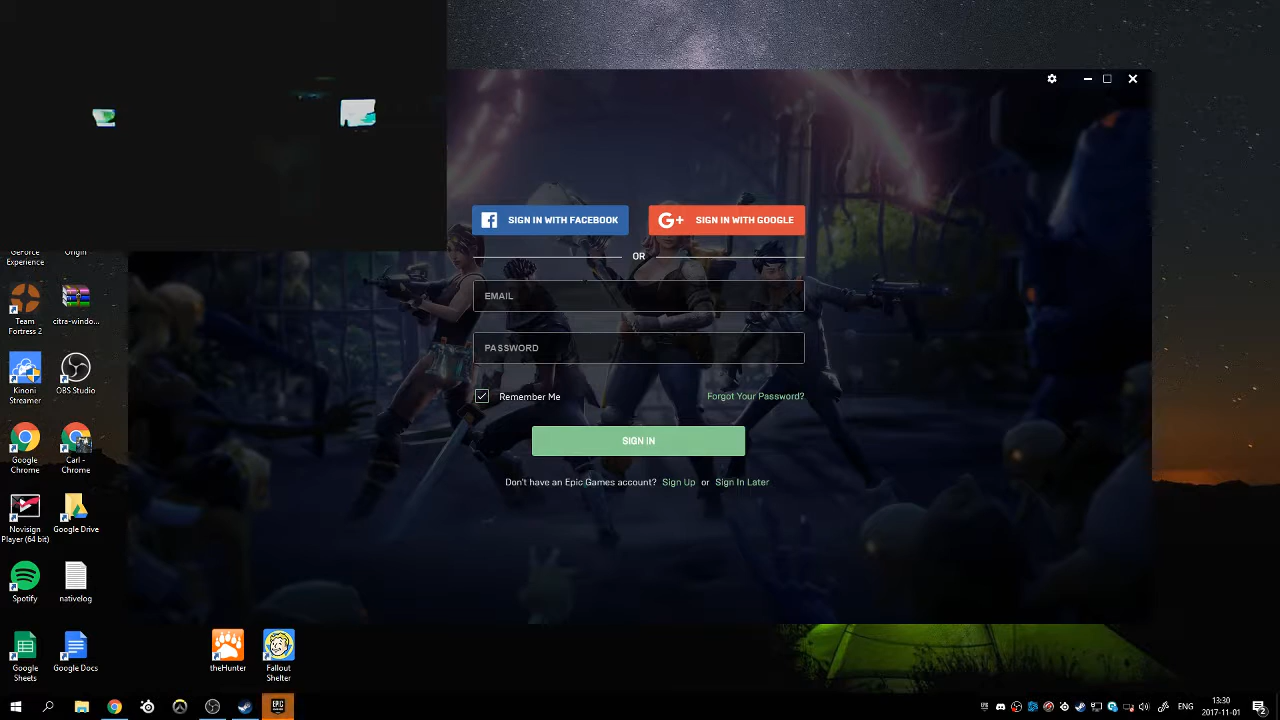 SIGN IN WITH FACEBOOK
G+ SIGN IN WITH GOOGLE
OR
EMAIL
PASSWORD
Remember Me
Forgot Your Password?
SIGN IN
Don't have an Epic Games account? Sign Up or Sign In Later
GeForce
Experience
Origin
Team
Fortress 2
citra-windo...
Kinoni
Streamer
OBS Studio
Google
Chrome
Carl -
Chrome
Novisign
Player (64 bit)
Google Drive
Spotify
nativelog
Google
Sheets
Google Docs
theHunter
Fallout
Shelter
EPIC
ENG
13:30
2017-11-01
2